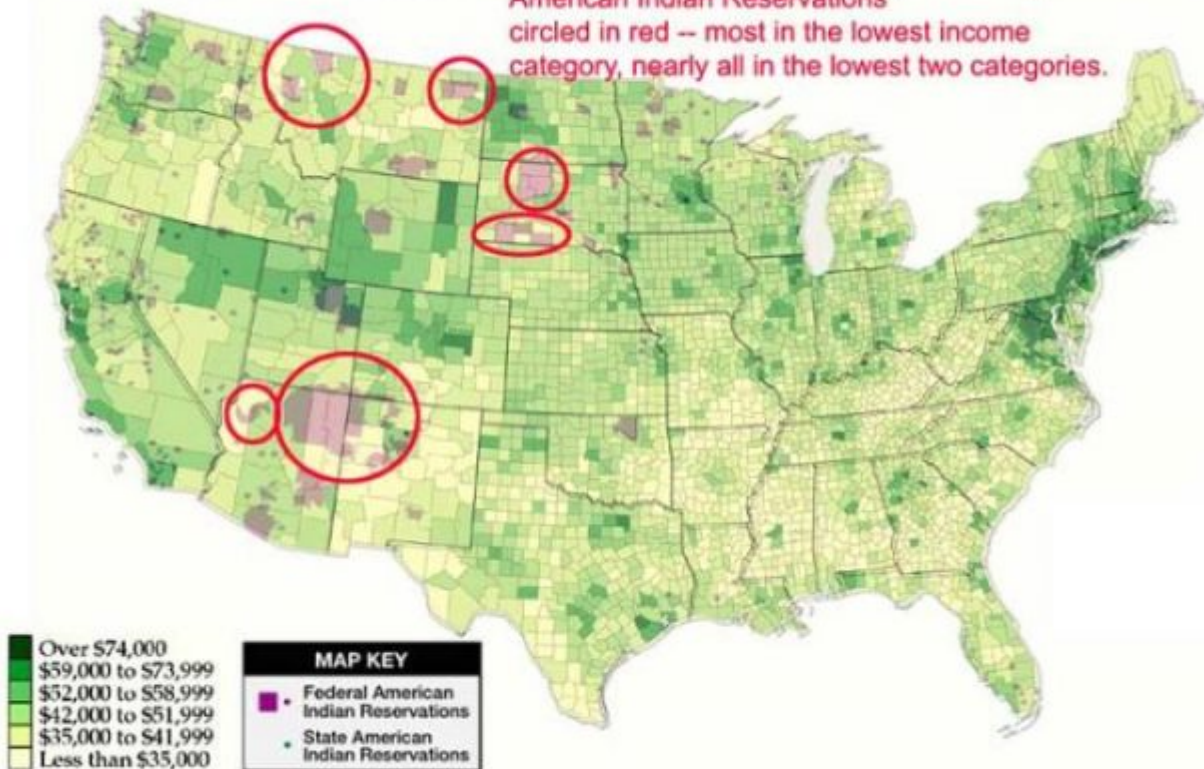 American Indian Reservations
circled in red -- most in the lowest income
category, nearly all in the lowest two categories.
Over $74,000
$59,000 to $73,999
$52,000 to $58,999
$42,000 to $51,999
$35,000 to $41,999
Less than $35,000
MAP KEY
Federal American
Indian Reservations
State American
Indian Reservations